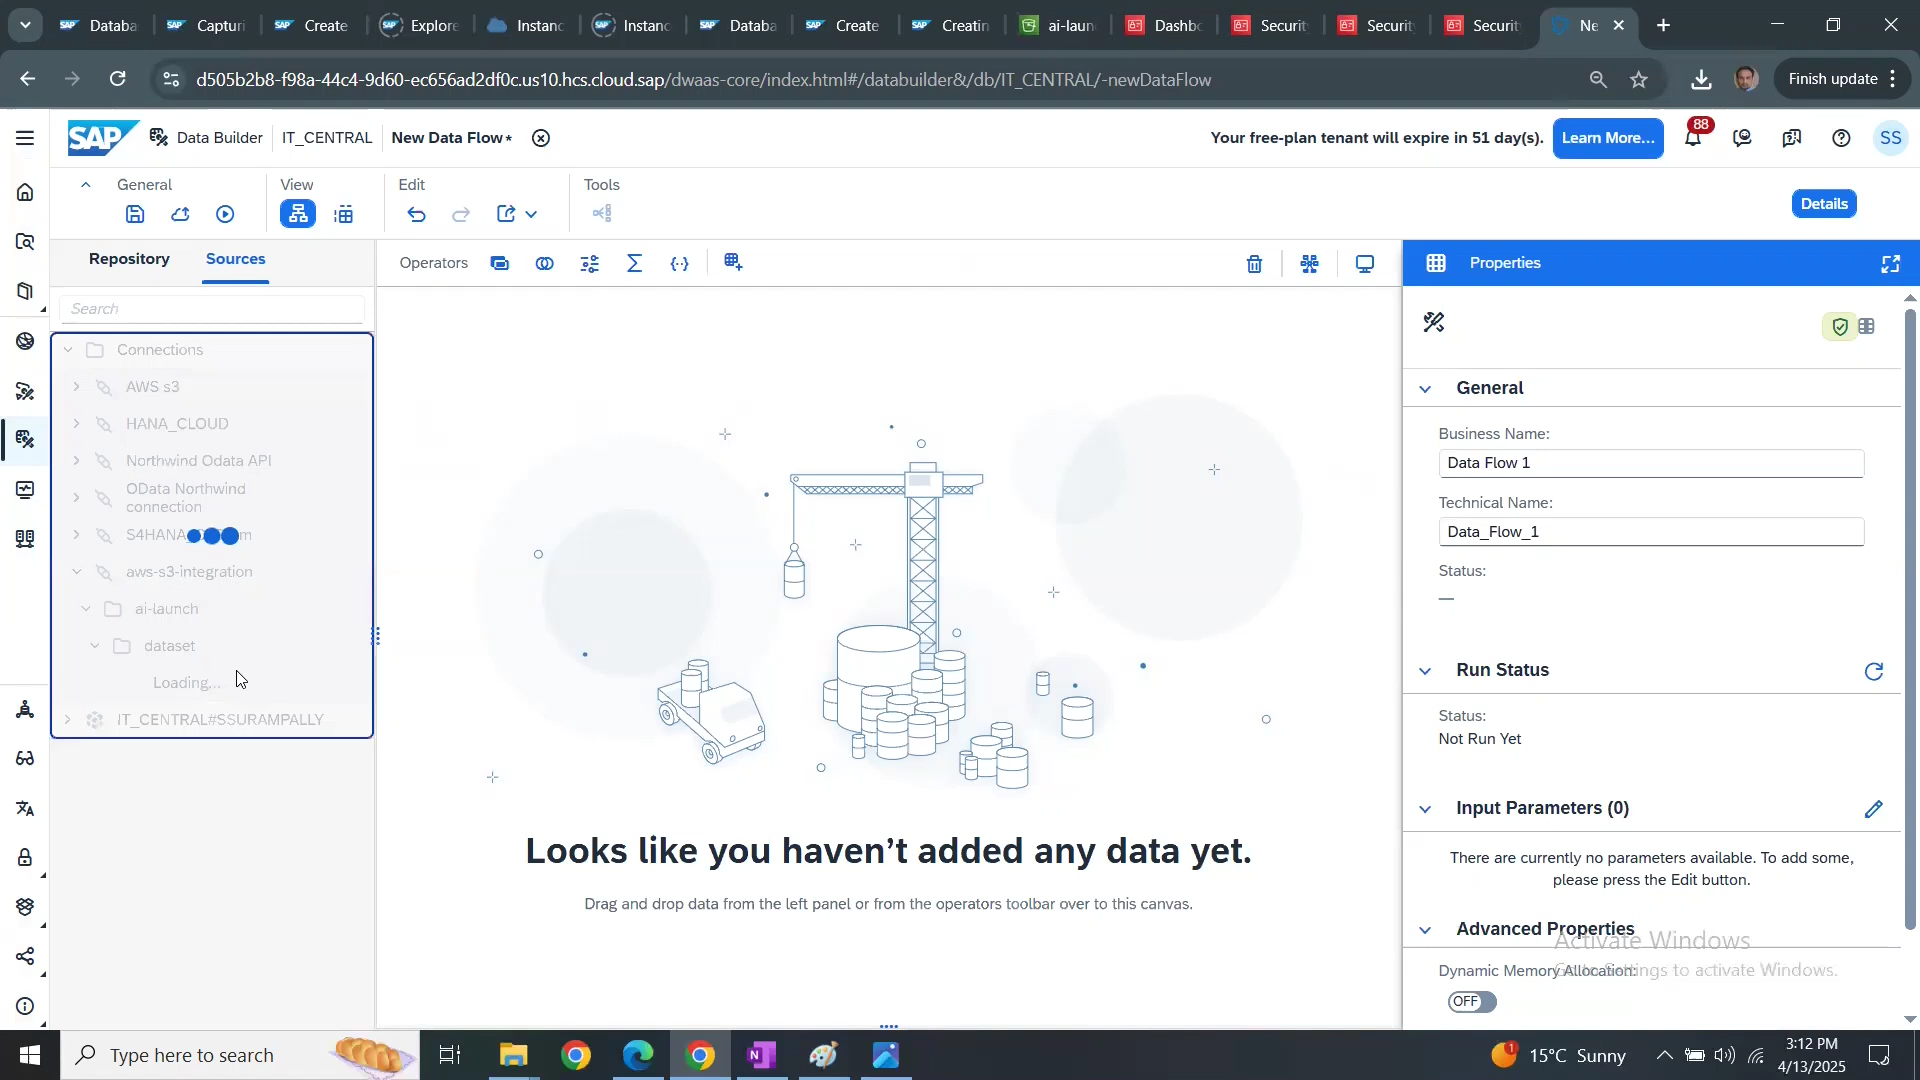 Databa
Captur
Create
Explore
Instanc
Instanc
Databa
Create
Creatin
ai-laun
Dashbo
Securit
Securit
Securit
Ne
d505b2b8-f98a-44c4-9d60-ec656ad2df0c.us10.hcs.cloud.sap/dwaas-core/index.html#/databuilder&/db/IT_CENTRAL/-newDataFlow
Finish update
SAP
Data Builder
IT_CENTRAL
New Data Flow*
Your free-plan tenant will expire in 51 day(s).
Learn More...
88
SS
General
View
Edit
Tools
Details
Repository
Sources
Operators
Properties
Search
Connections
AWS s3
HANA_CLOUD
Northwind Odata API
OData Northwind
connection
aws-s3-integration
ai-launch
dataset
Loading...
IT_CENTRAL#SSURAMPALLY
Looks like you haven't added any data yet.
Drag and drop data from the left panel or from the operators toolbar over to this canvas.
General
Business Name:
Data Flow 1
Technical Name:
Data_Flow_1
Status:
—
Run Status
Status:
Not Run Yet
Input Parameters (0)
There are currently no parameters available. To add some,
please press the Edit button.
Advanced Properties
Activate Windows
Dynamic Memory Allocation:
Go to Settings to activate Windows.
OFF
Type here to search
1
15°C Sunny
3:12 PM
4/13/2025